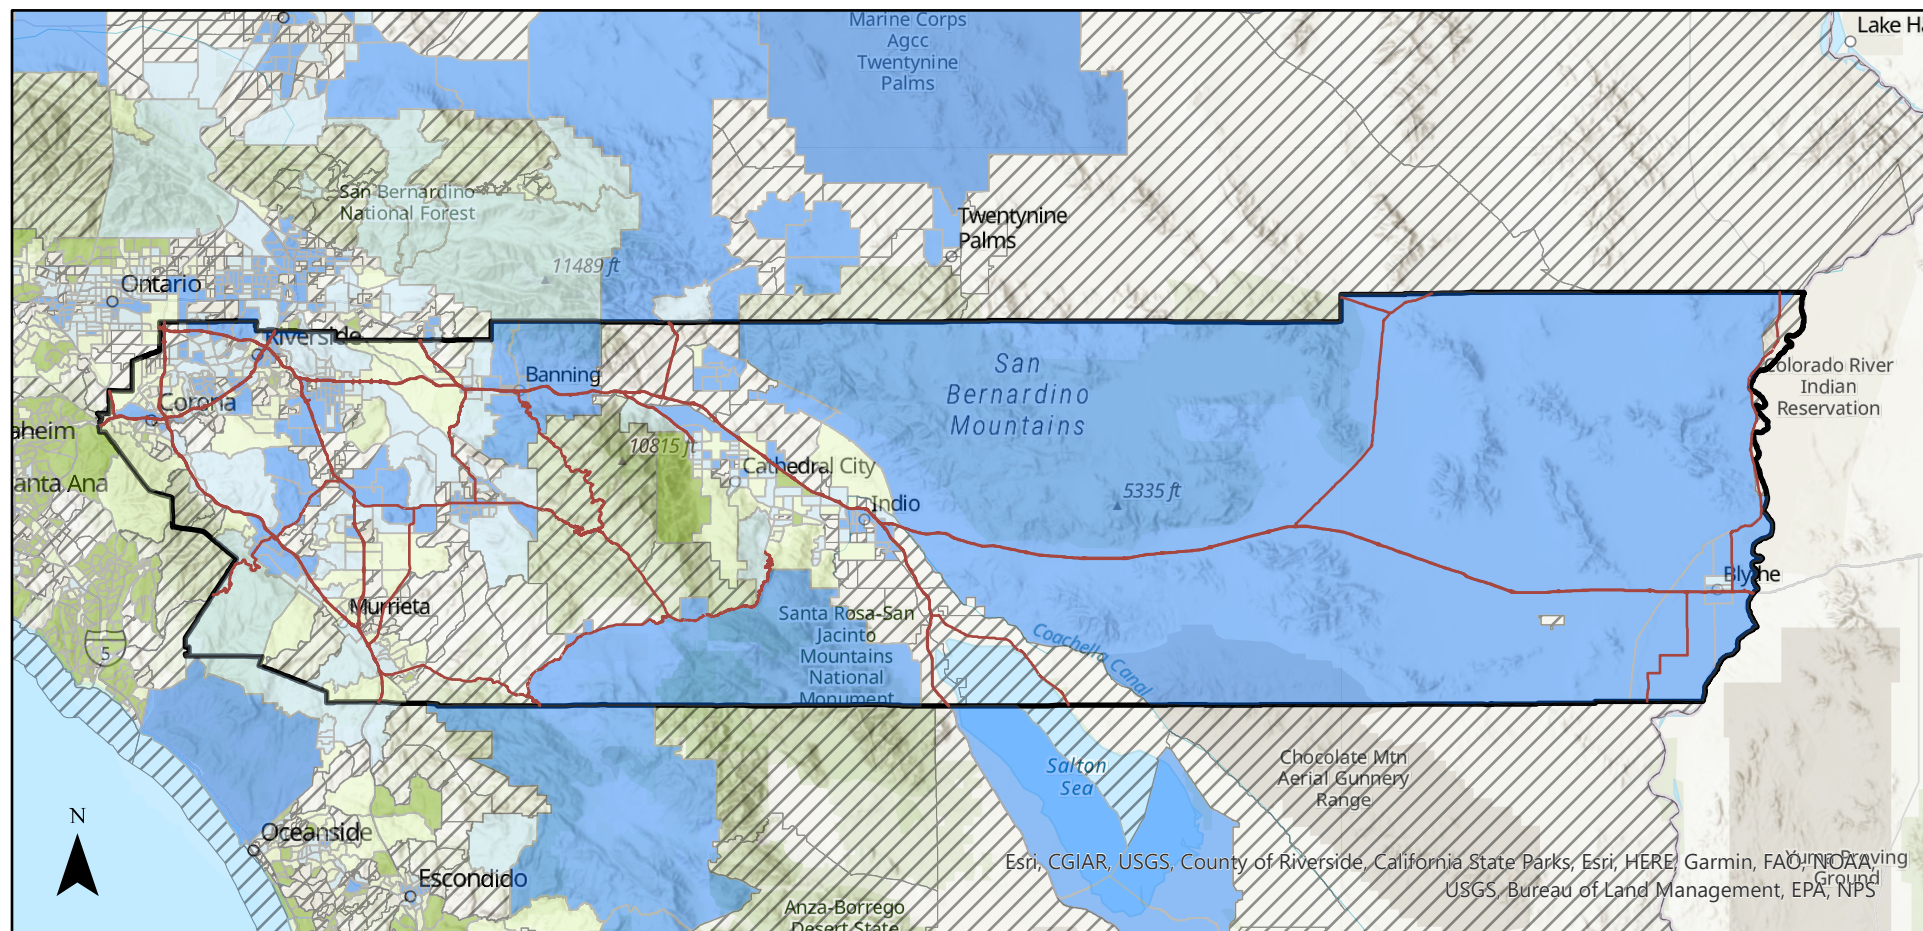 Marine Corps
Agcc
Twentynine
Palms
Lake Ha
San Bernardino
National Forest
Twentynine
Palms
11489 ft
Ontario
Riverside
San
Bernardino
Mountains
Banning
Colorado River
Indian
Reservation
Corona
aheim
10815 ft
Cathedral City
anta Ana
5335 ft
Indio
Blythe
Murrieta
Santa Rosa-San
Jacinto
Mountains
National
Monument
Coachella Canal
5
Salton
Sea
Chocolate Mtn
Aerial Gunnery
Range
N
Oceanside
Escondido
Yuma Proving
Ground
Esri, CGIAR, USGS, County of Riverside, California State Parks, Esri, HERE, Garmin, FAO, NOAA,
USGS, Bureau of Land Management, EPA, NPS
Anza-Borrego
Desert State